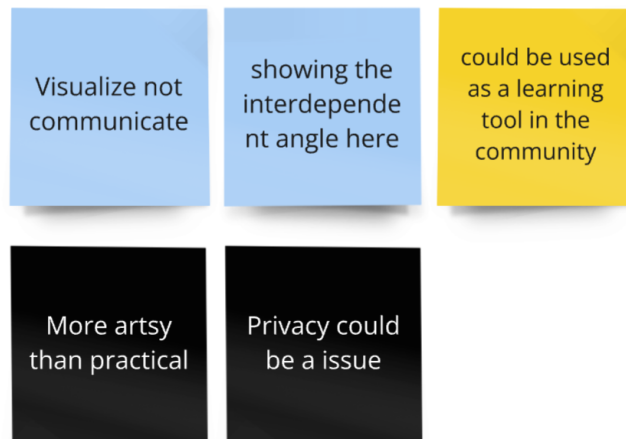 Visualize not
communicate
showing the
interdepende
nt angle here
could be used
as a learning
tool in the
community
More artsy
than practical
Privacy could
be a issue